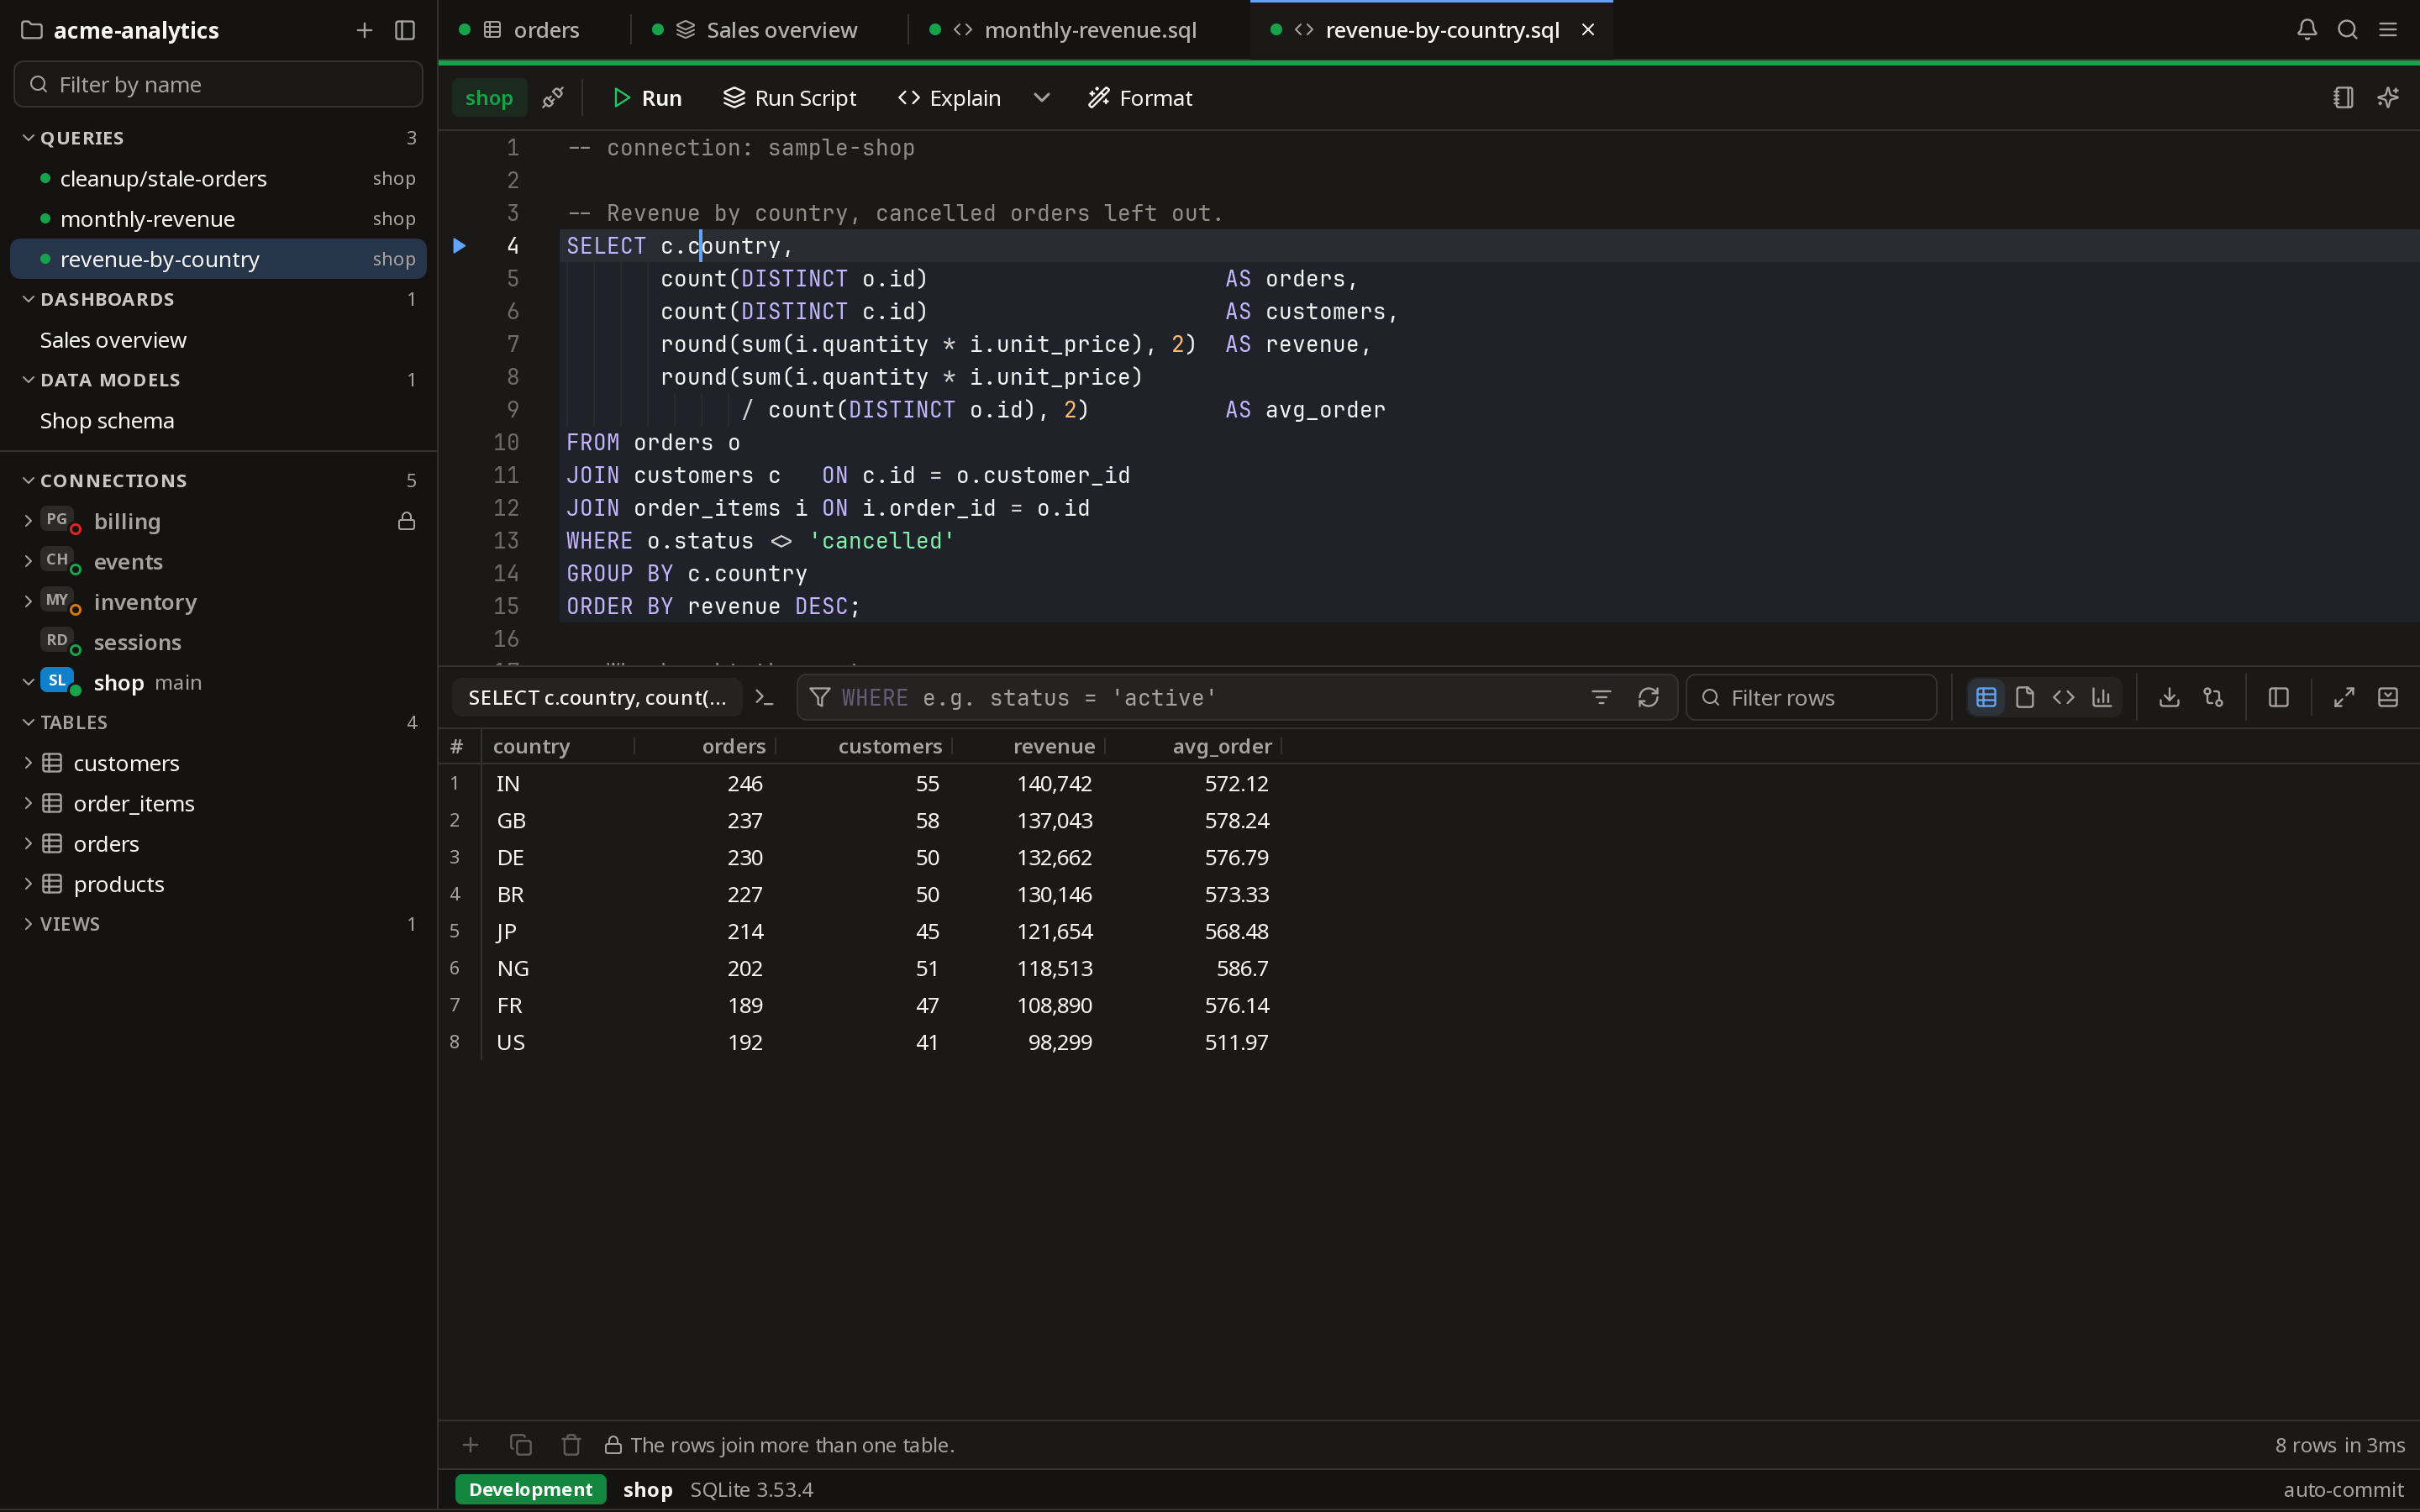 acme-analytics
Filter by name
QUERIES 3
cleanup/stale-orders shop
monthly-revenue shop
revenue-by-country shop
DASHBOARDS 1
Sales overview
DATA MODELS 1
Shop schema
CONNECTIONS 5
PG billing
CH events
MY inventory
RD sessions
SL shop main
TABLES 4
customers
order_items
orders
products
VIEWS 1
orders Sales overview monthly-revenue.sql revenue-by-country.sql
shop Run Run Script Explain Format
1 -- connection: sample-shop
2
3 -- Revenue by country, cancelled orders left out.
4 SELECT c.country,
5 count(DISTINCT o.id) AS orders,
6 count(DISTINCT c.id) AS customers,
7 round(sum(i.quantity * i.unit_price), 2) AS revenue,
8 round(sum(i.quantity * i.unit_price)
9 / count(DISTINCT o.id), 2) AS avg_order
10 FROM orders o
11 JOIN customers c ON c.id = o.customer_id
12 JOIN order_items i ON i.order_id = o.id
13 WHERE o.status <> 'cancelled'
14 GROUP BY c.country
15 ORDER BY revenue DESC;
16
SELECT c.country, count(... WHERE e.g. status = 'active' Filter rows
# country orders customers revenue avg_order
1 IN 246 55 140,742 572.12
2 GB 237 58 137,043 578.24
3 DE 230 50 132,662 576.79
4 BR 227 50 130,146 573.33
5 JP 214 45 121,654 568.48
6 NG 202 51 118,513 586.7
7 FR 189 47 108,890 576.14
8 US 192 41 98,299 511.97
The rows join more than one table. 8 rows in 3ms
Development shop SQLite 3.53.4 auto-commit